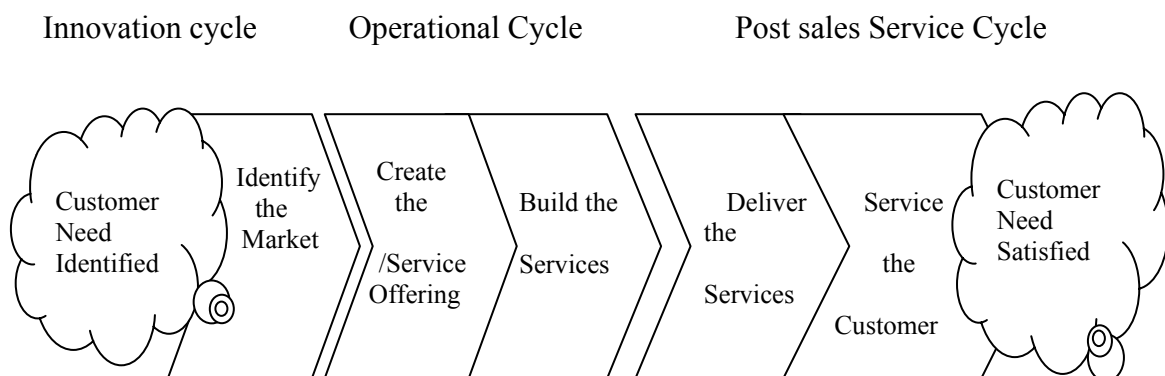 Innovation cycle
Operational Cycle
Post sales Service Cycle
Customer
Need
Identified
Identify
the
Market
Create
the
/Service
Offering
Build the
Services
Deliver
the
Services
Service
the
Customer
Customer
Need
Satisfied